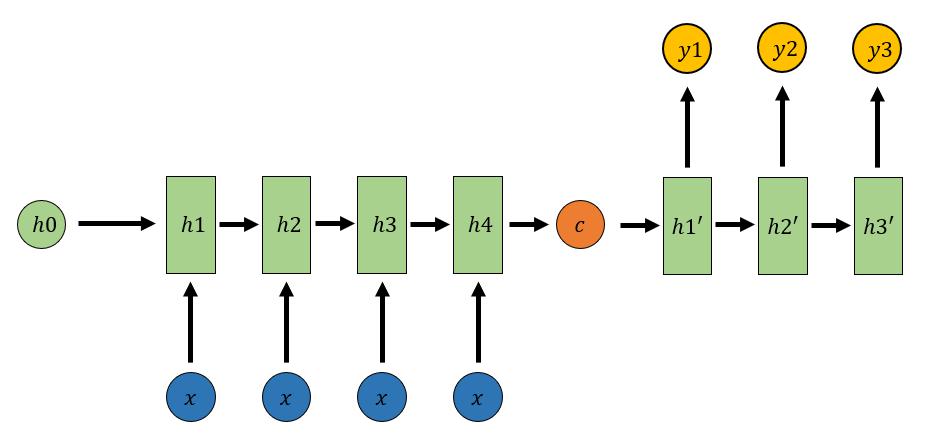 y1 y2 y3
h0 h1 h2 h3 h4 c h1′ h2′ h3′
x x x x